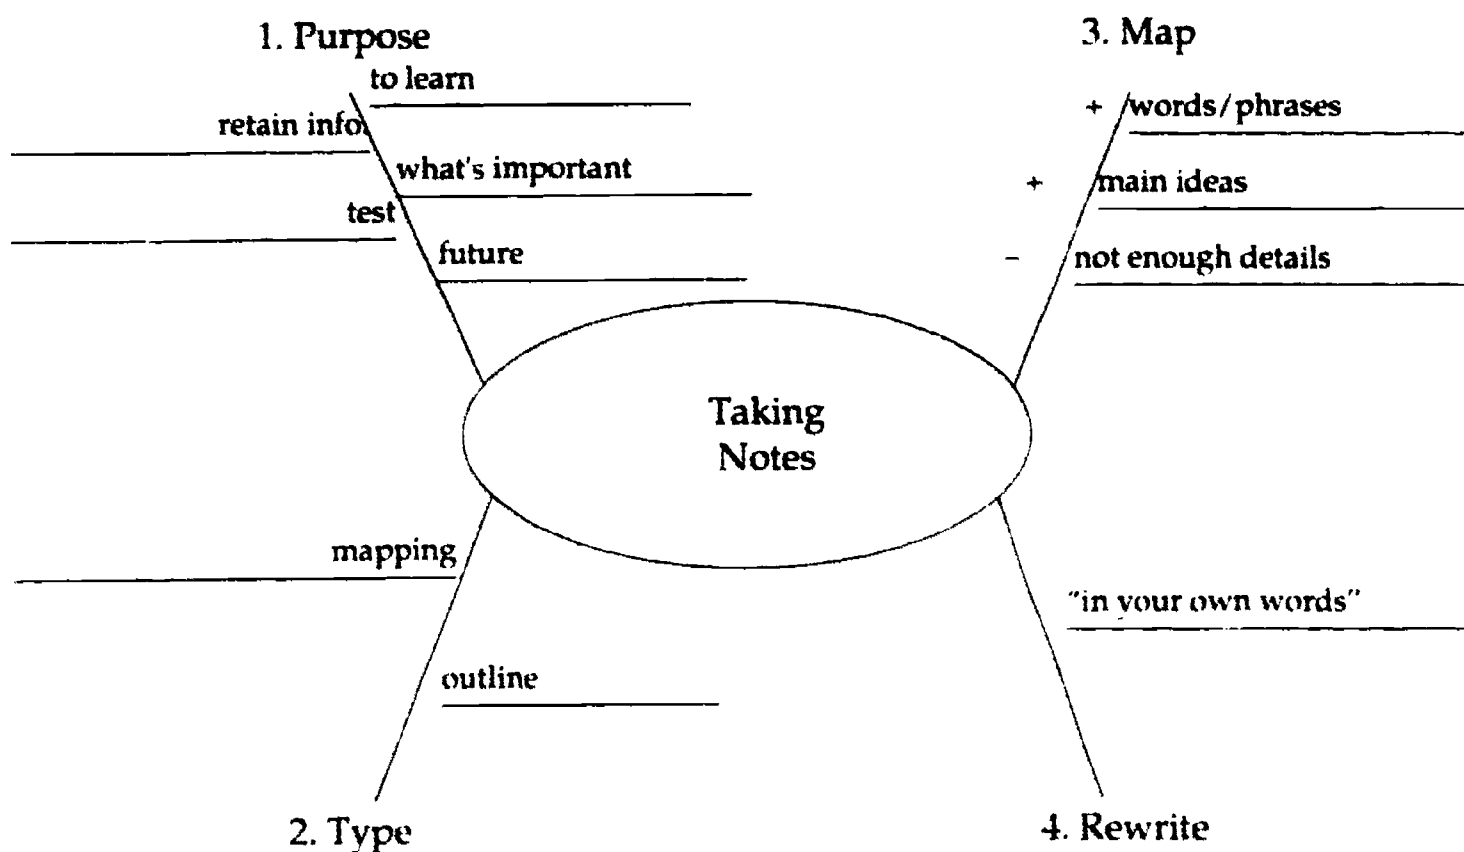 1. Purpose
to learn
retain info.
what's important
test
future
3. Map
+ words/phrases
+ main ideas
- not enough details
Taking
Notes
mapping
outline
2. Type
"in your own words"
4. Rewrite